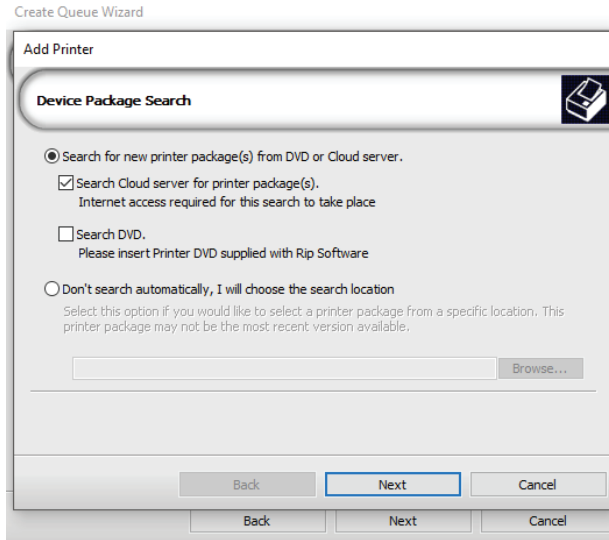 Create Queue Wizard
Add Printer
Device Package Search
Search for new printer package(s) from DVD or Cloud server.
Search Cloud server for printer package(s).
Internet access required for this search to take place
Search DVD.
Please insert Printer DVD supplied with Rip Software
Don't search automatically, I will choose the search location
Select this option if you would like to select a printer package from a specific location. This
printer package may not be the most recent version available.
Browse...
Back Next Cancel
Back Next Cancel